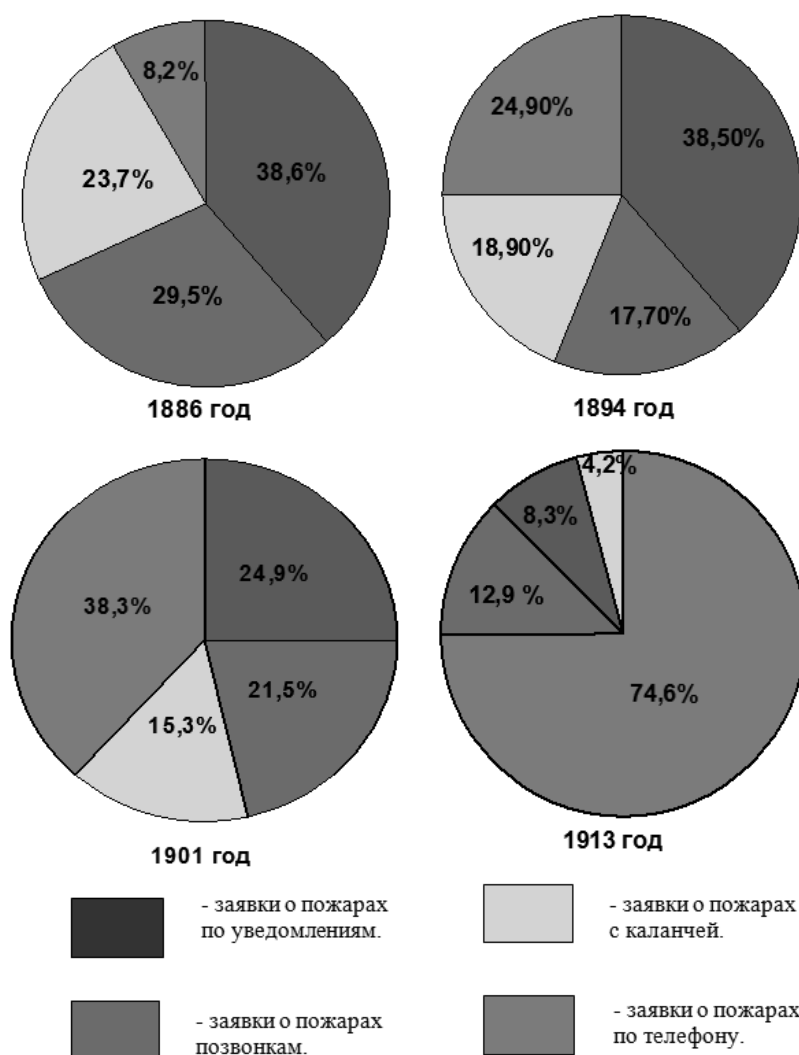 8,2%
38,6%
23,7%
29,5%
1886 год
24,90%
38,50%
18,90%
17,70%
1894 год
24,9%
38,3%
21,5%
15,3%
1901 год
4,2%
8,3%
12,9 %
74,6%
1913 год
- заявки о пожарах
по уведомлениям.
- заявки о пожарах
с каланчей.
- заявки о пожарах
позвонкам.
- заявки о пожарах
по телефону.